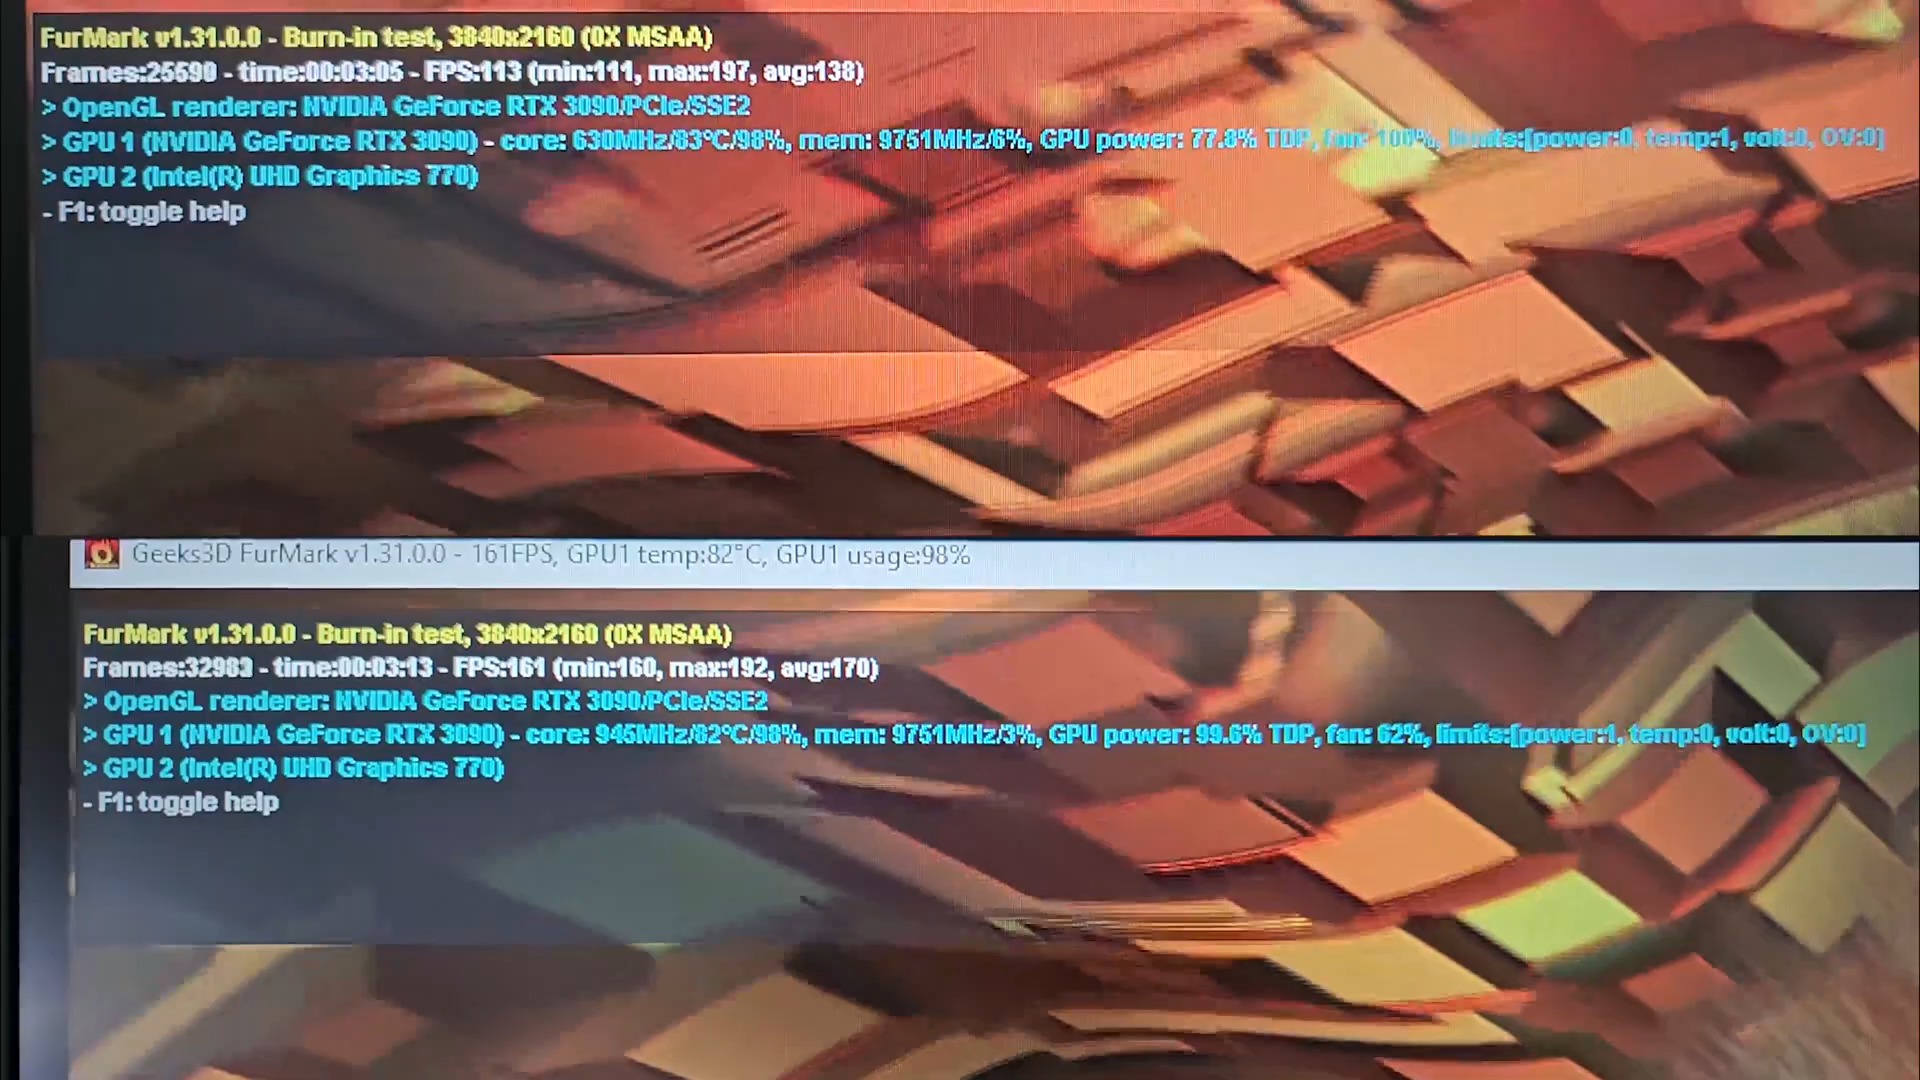 FurMark v1.31.0.0 - Burn-in test, 3840x2160 (0X MSAA)
Frames:25590 - time:00:03:05 - FPS:113 (min:111, max:197, avg:138)
> OpenGL renderer: NVIDIA GeForce RTX 3090/PCIe/SSE2
> GPU 1 (NVIDIA GeForce RTX 3090) - core: 630MHz/83°C/98%, mem: 9751MHz/6%, GPU power: 77.8% TDP, fan: 100%, limits:[power:0, temp:1, volt:0, OV:0]
> GPU 2 (Intel(R) UHD Graphics 770)
- F1: toggle help
Geeks3D FurMark v1.31.0.0 - 161FPS, GPU1 temp:82°C, GPU1 usage:98%
FurMark v1.31.0.0 - Burn-in test, 3840x2160 (0X MSAA)
Frames:32983 - time:00:03:13 - FPS:161 (min:160, max:192, avg:170)
> OpenGL renderer: NVIDIA GeForce RTX 3090/PCIe/SSE2
> GPU 1 (NVIDIA GeForce RTX 3090) - core: 945MHz/82°C/98%, mem: 9751MHz/3%, GPU power: 99.6% TDP, fan: 62%, limits:[power:1, temp:0, volt:0, OV:0]
> GPU 2 (Intel(R) UHD Graphics 770)
- F1: toggle help